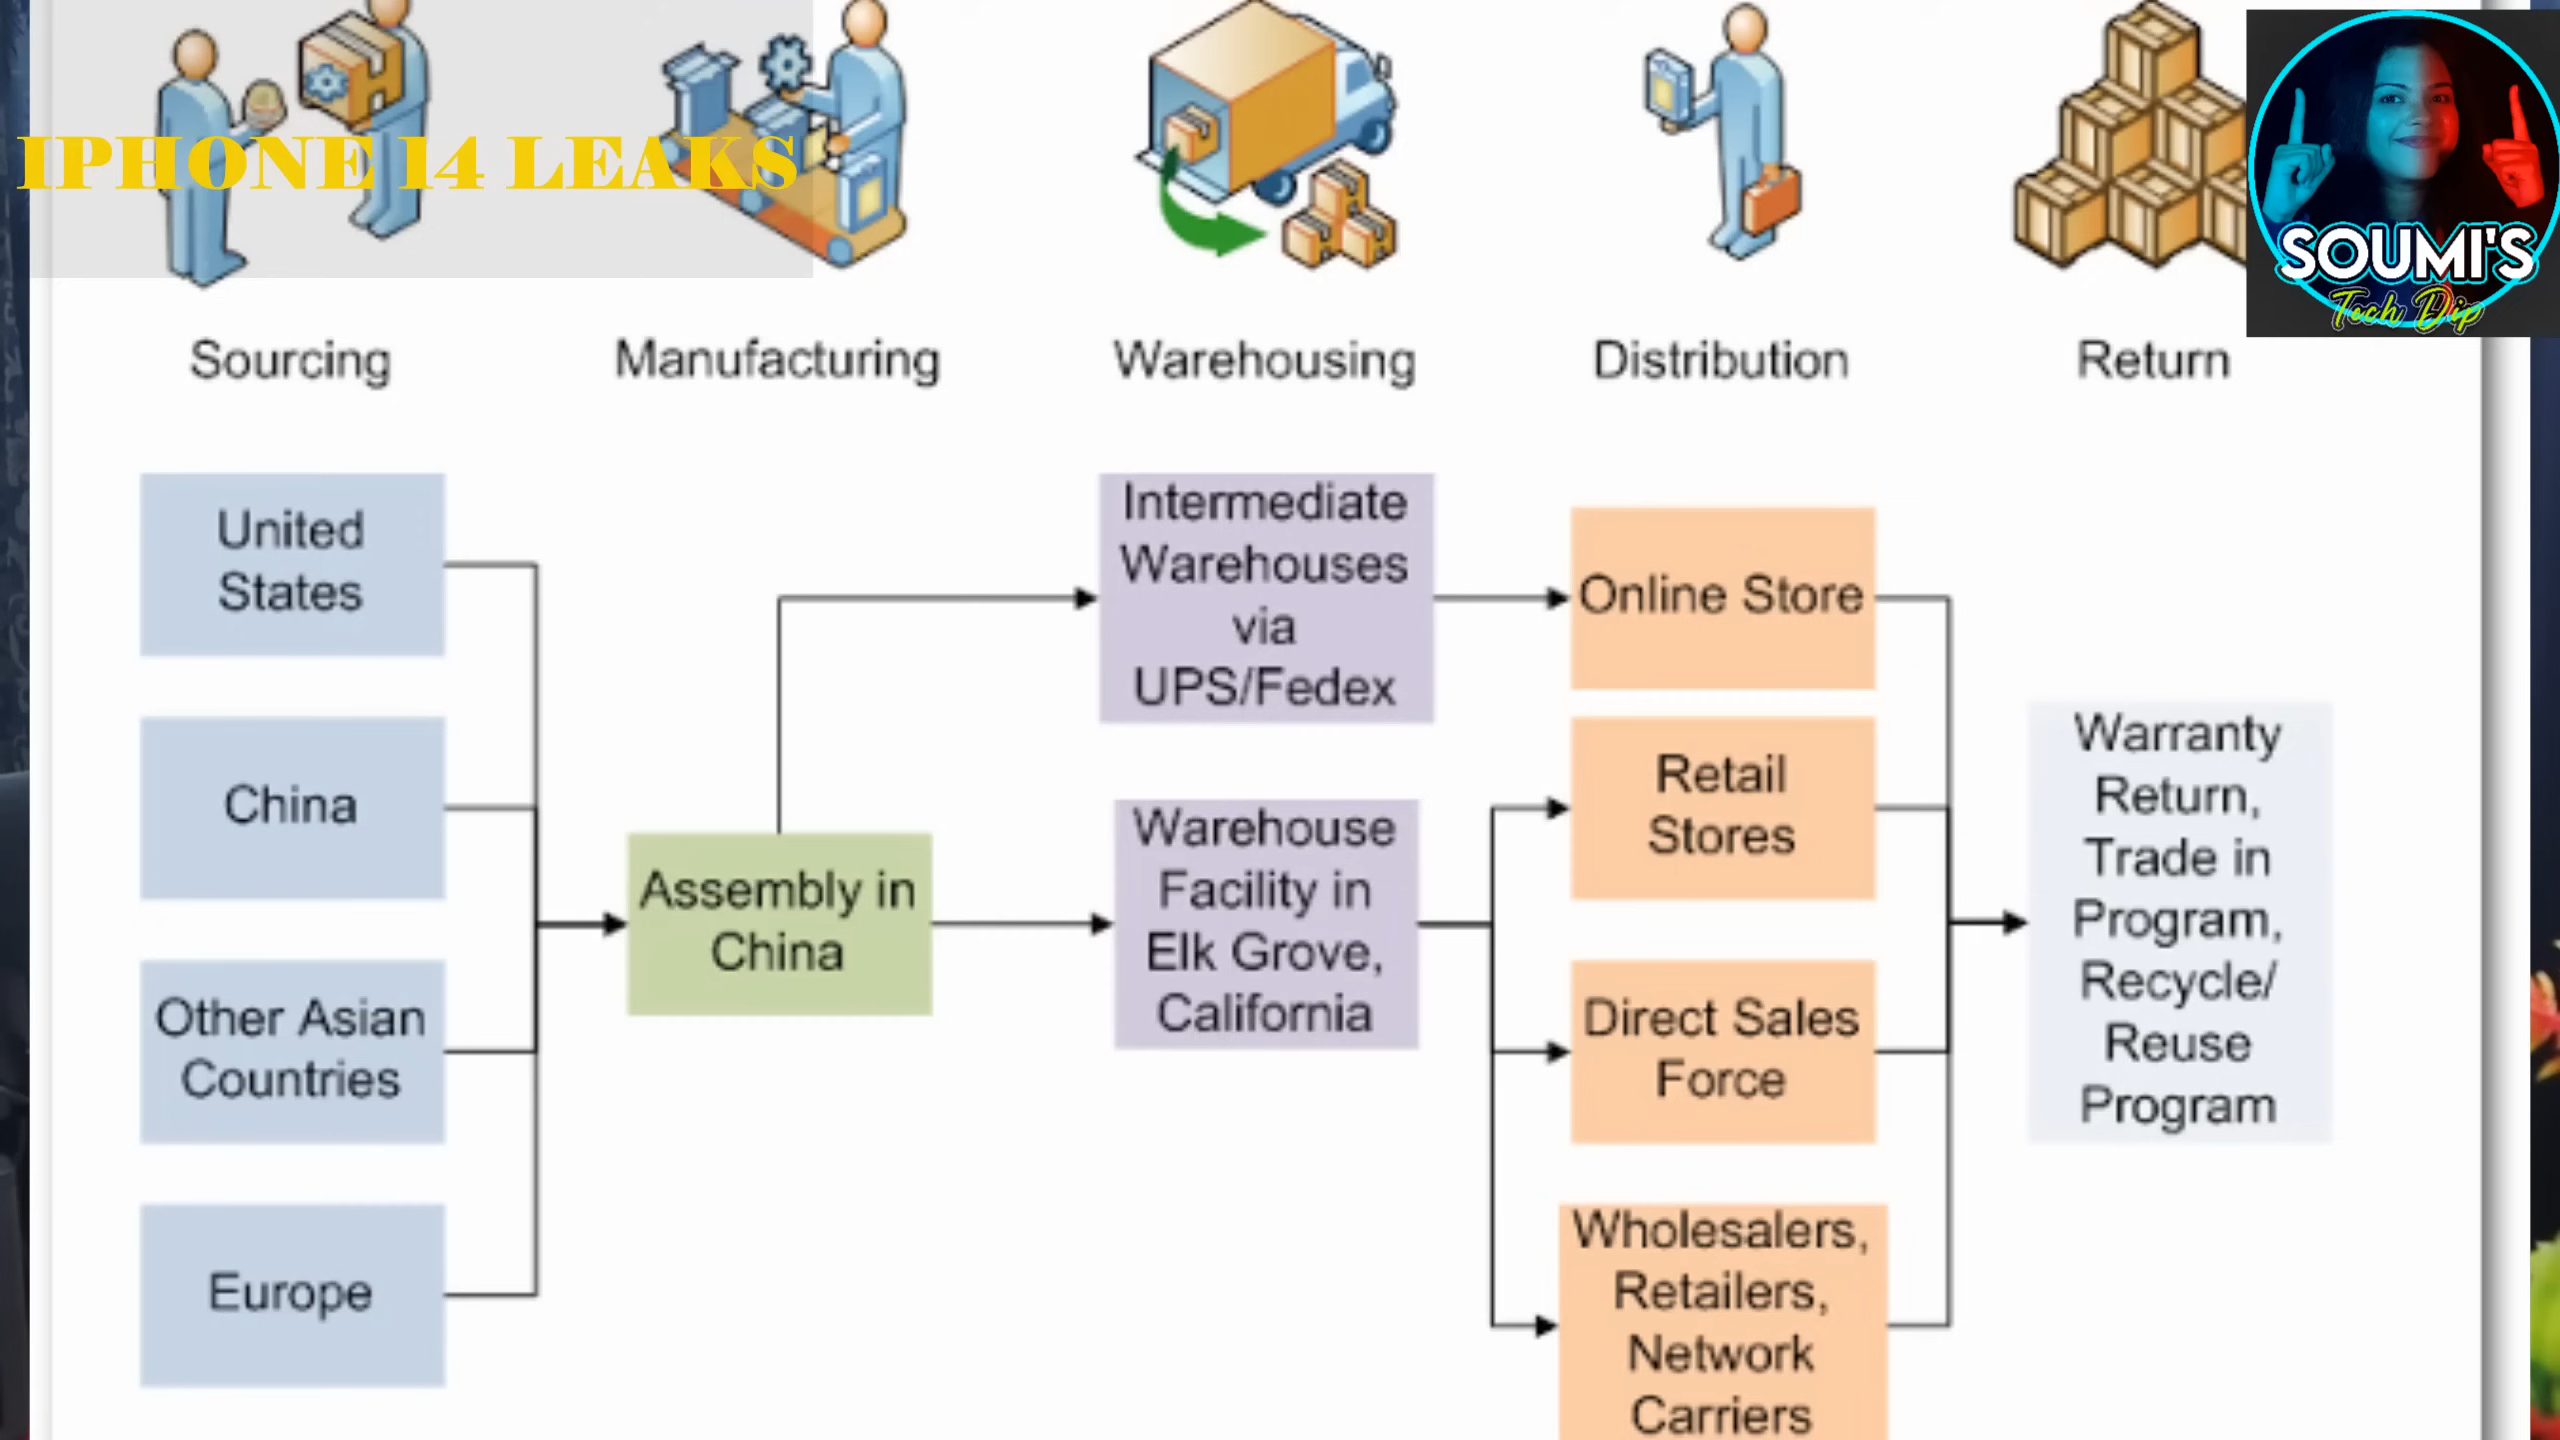 IPHONE 14 LEAKS
SOUMI'S
Tech Dip
Sourcing
Manufacturing
Warehousing
Distribution
Return
United
States
China
Other Asian
Countries
Europe
Assembly in
China
Intermediate
Warehouses
via
UPS/Fedex
Warehouse
Facility in
Elk Grove,
California
Online Store
Retail
Stores
Direct Sales
Force
Wholesalers,
Retailers,
Network
Carriers
Warranty
Return,
Trade in
Program,
Recycle/
Reuse
Program